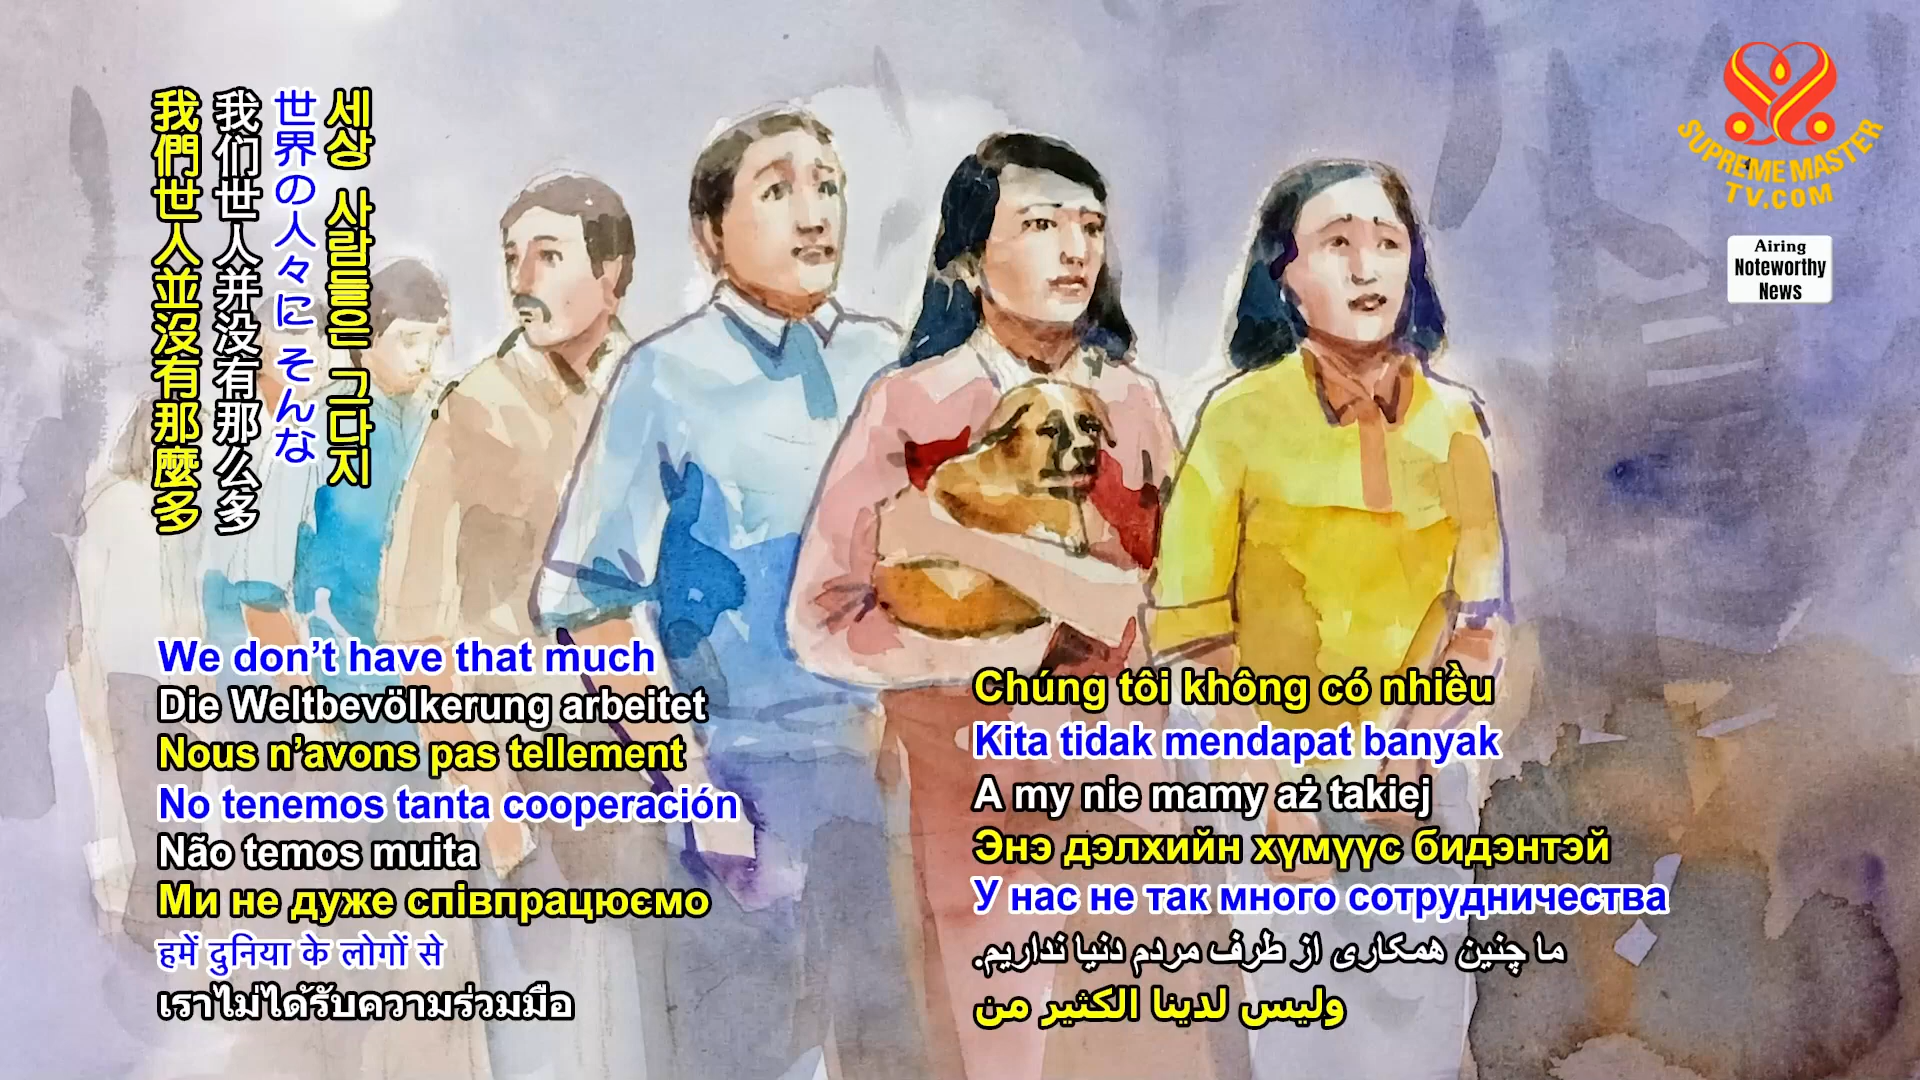 我們世人並沒有那麼多
我们世人并没有那么多
世界の人々に そんな
세상 사람들은 그다지
SUPREME MASTER
TV.COM
Airing
Noteworthy
News
We don’t have that much
Die Weltbevölkerung arbeitet
Nous n’avons pas tellement
No tenemos tanta cooperación
Não temos muita
Ми не дуже співпрацюємо
हमें दुनिया के लोगों से
เราไม่ได้รับความร่วมมือ
Chúng tôi không có nhiều
Kita tidak mendapat banyak
A my nie mamy aż takiej
Энэ дэлхийн хүмүүс бидэнтэй
У нас не так много сотрудничества
ما چنین همکاری از طرف مردم دنیا نداریم.
وليس لدينا الكثير من